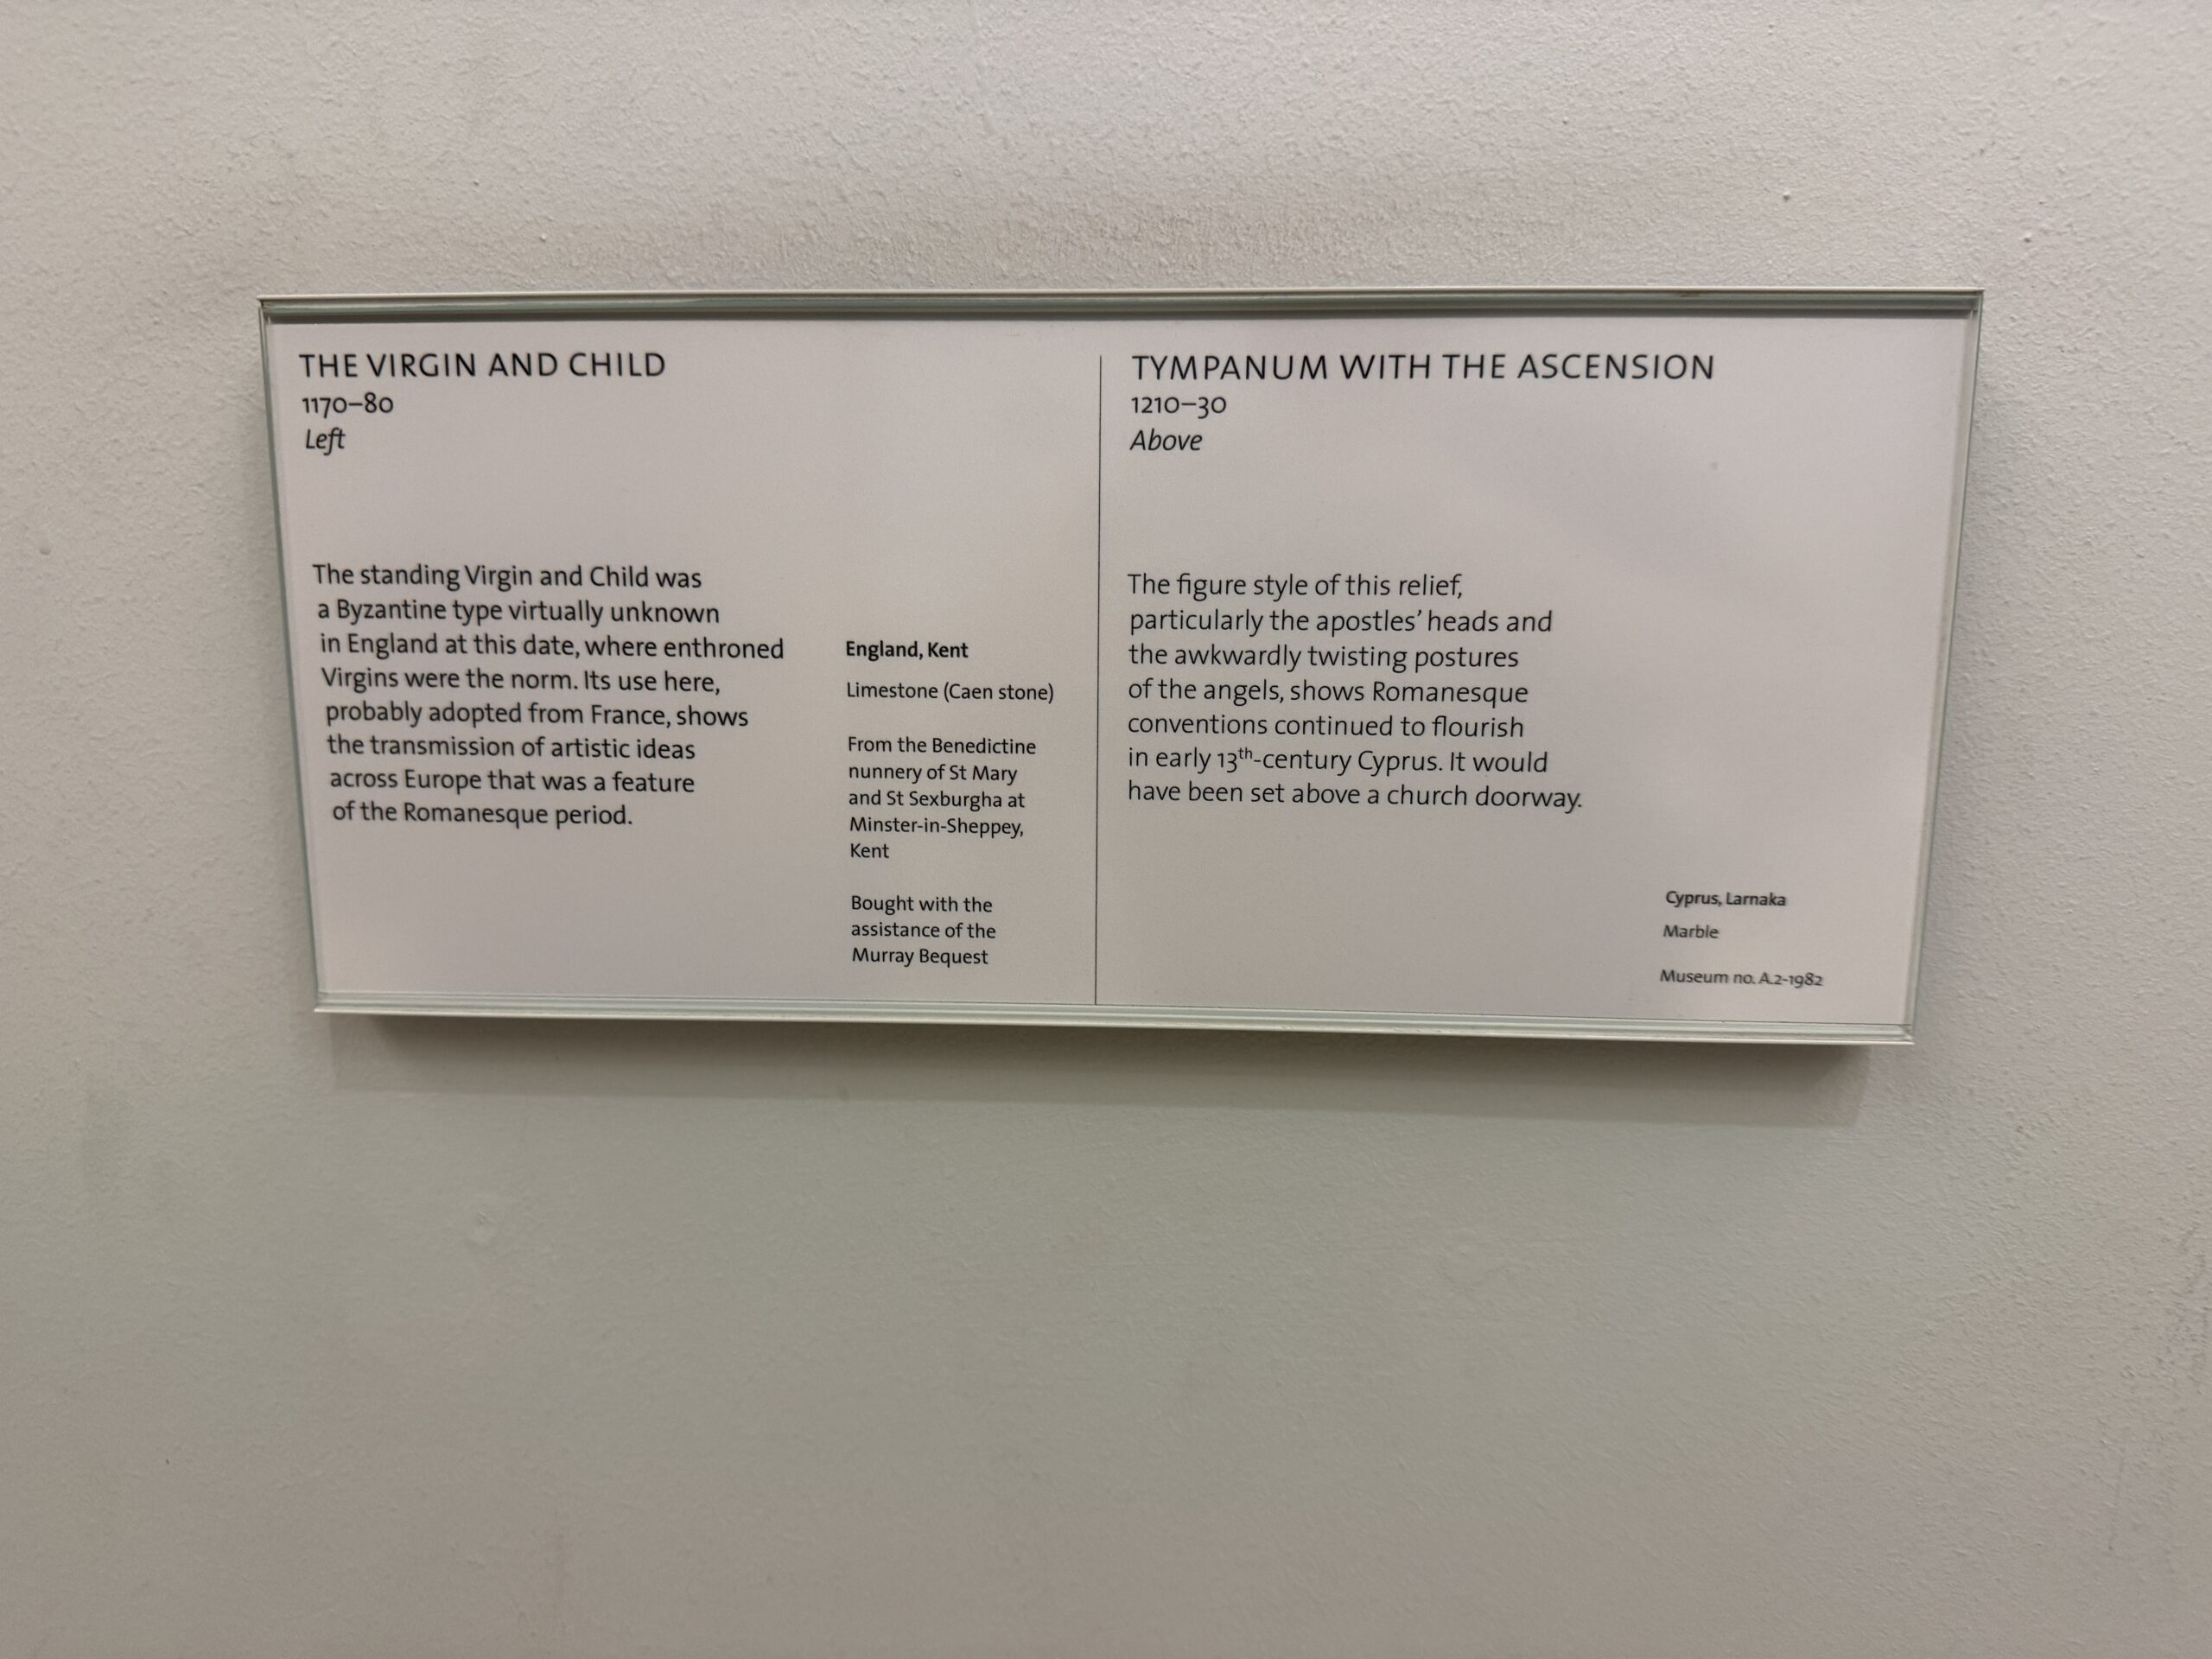 THE VIRGIN AND CHILD
1170–80
Left
The standing Virgin and Child was
a Byzantine type virtually unknown
in England at this date, where enthroned
Virgins were the norm. Its use here,
probably adopted from France, shows
the transmission of artistic ideas
across Europe that was a feature
of the Romanesque period.
England, Kent
Limestone (Caen stone)
From the Benedictine
nunnery of St Mary
and St Sexburgha at
Minster-in-Sheppey,
Kent
Bought with the
assistance of the
Murray Bequest
TYMPANUM WITH THE ASCENSION
1210–30
Above
The figure style of this relief,
particularly the apostles’ heads and
the awkwardly twisting postures
of the angels, shows Romanesque
conventions continued to flourish
in early 13th-century Cyprus. It would
have been set above a church doorway.
Cyprus, Larnaka
Marble
Museum no. A.2-1982